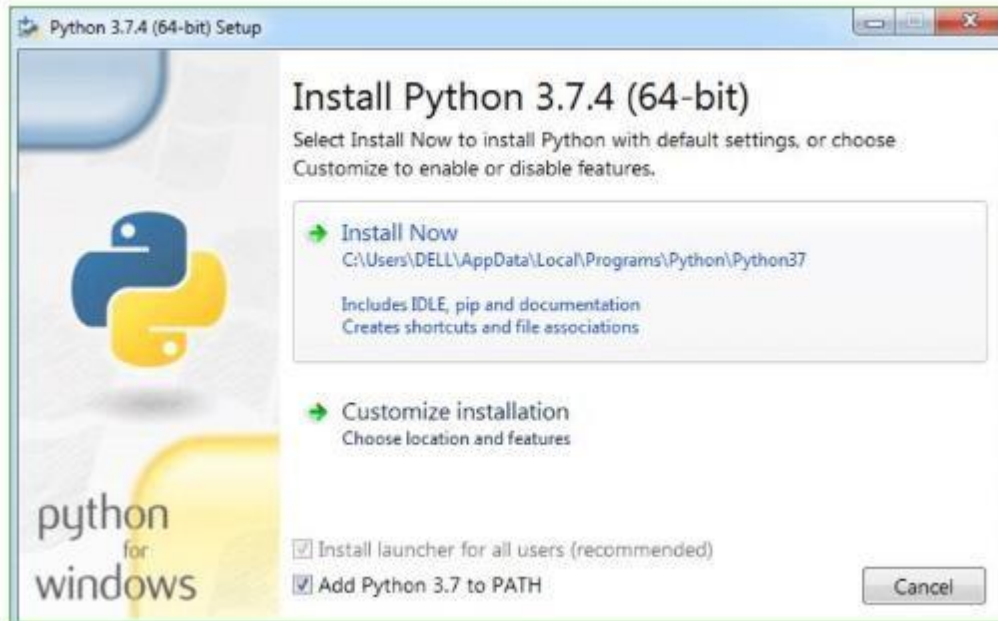 Python 3.7.4 (64-bit) Setup
Install Python 3.7.4 (64-bit)
Select Install Now to install Python with default settings, or choose
Customize to enable or disable features.
Install Now
C:\Users\DELL\AppData\Local\Programs\Python\Python37
Includes IDLE, pip and documentation
Creates shortcuts and file associations
Customize installation
Choose location and features
python
for
windows
Install launcher for all users (recommended)
Add Python 3.7 to PATH
Cancel